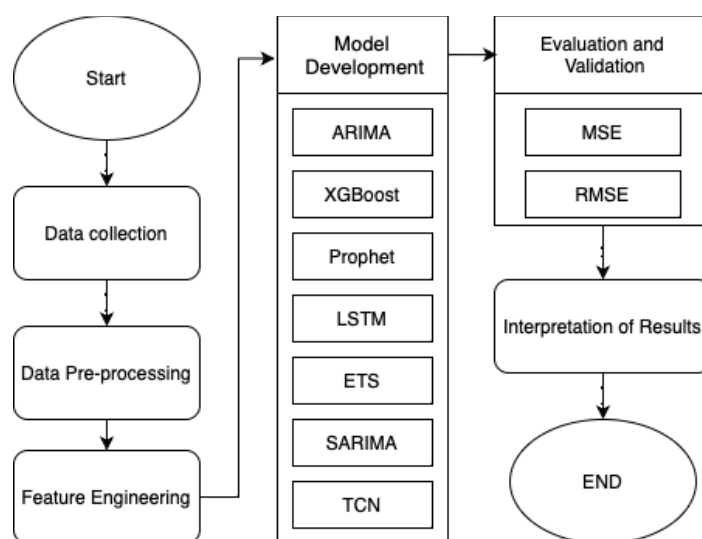 Start
Data collection
Data Pre-processing
Feature Engineering
Model
Development
ARIMA
XGBoost
Prophet
LSTM
ETS
SARIMA
TCN
Evaluation and
Validation
MSE
RMSE
Interpretation of Results
END